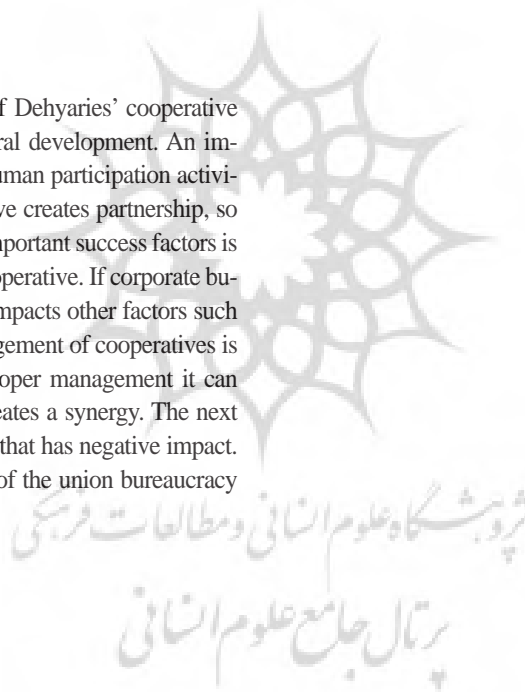 f Dehyaries' cooperative
ral development. An im-
uman participation activi-
ve creates partnership, so
mportant success factors is
operative. If corporate bu-
mpacts other factors such
gement of cooperatives is
oper management it can
eates a synergy. The next
that has negative impact.
of the union bureaucracy
پژوهشگاه علوم انسانی و مطالعات فرهنگی
پرتال جامع علوم انسانی